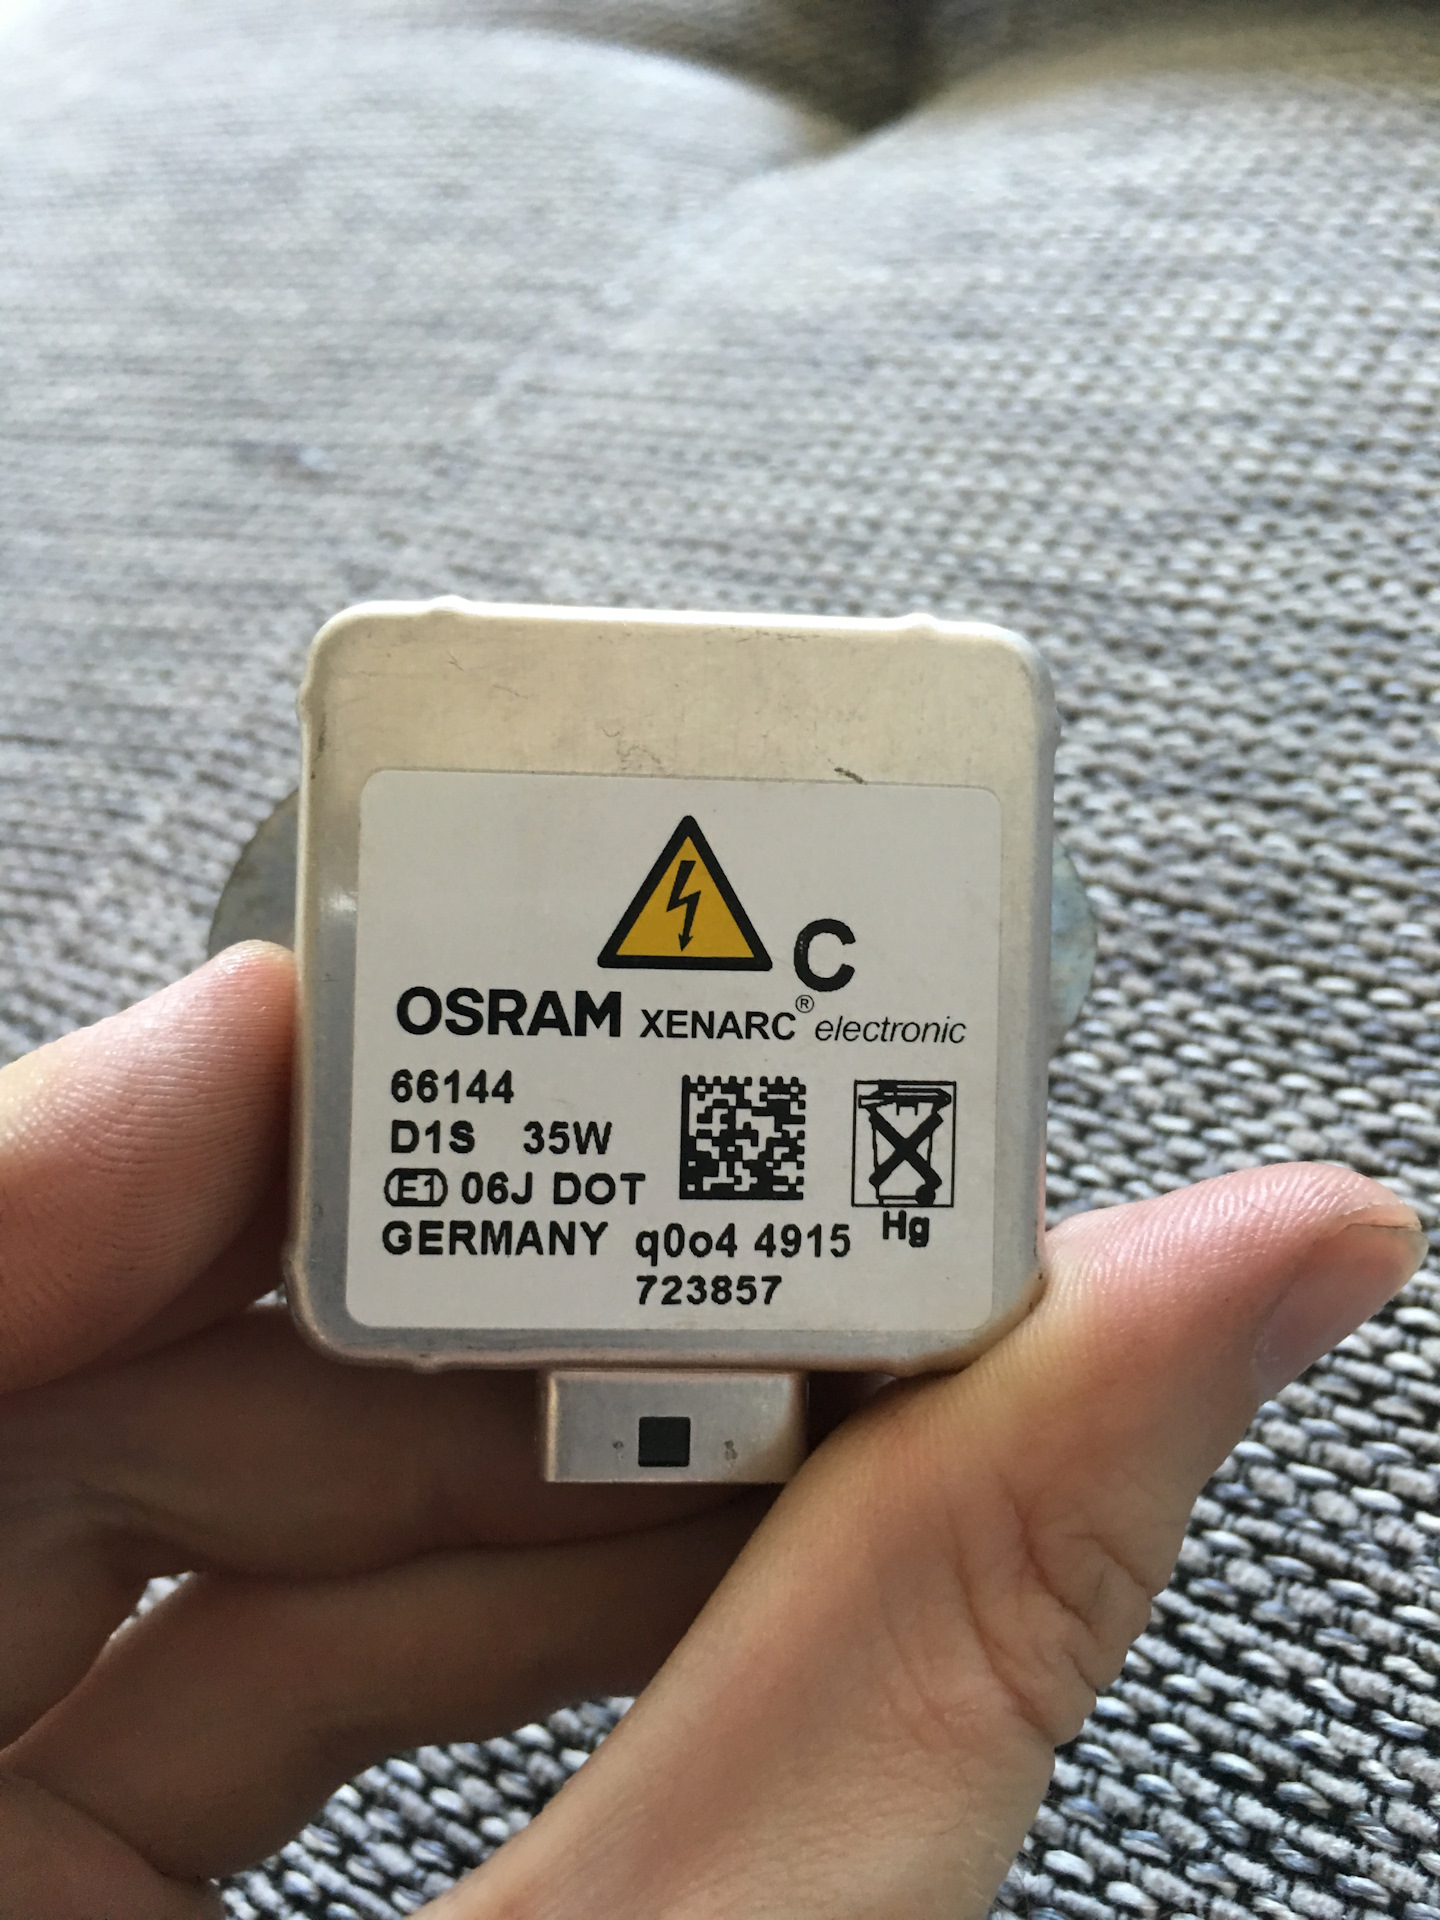 C
OSRAM XENARC® electronic
66144
D1S 35W
E1 06J DOT
GERMANY q0o4 4915
Hg
723857